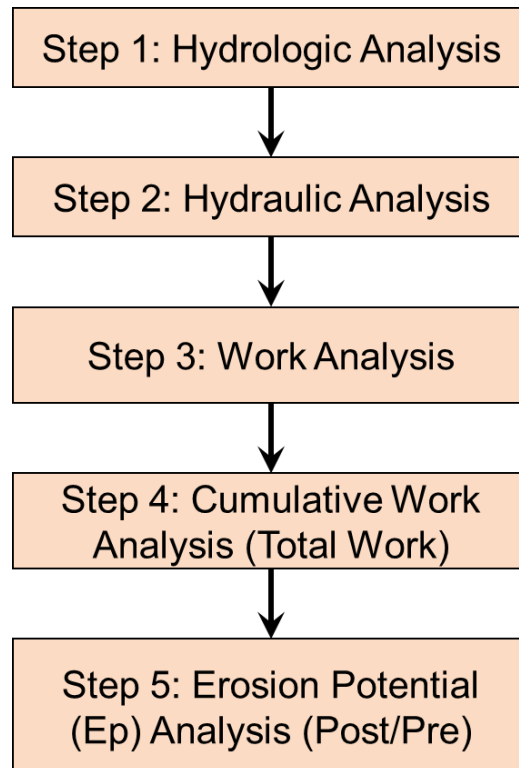 Step 1: Hydrologic Analysis
Step 2: Hydraulic Analysis
Step 3: Work Analysis
Step 4: Cumulative Work
Analysis (Total Work)
Step 5: Erosion Potential
(Ep) Analysis (Post/Pre)